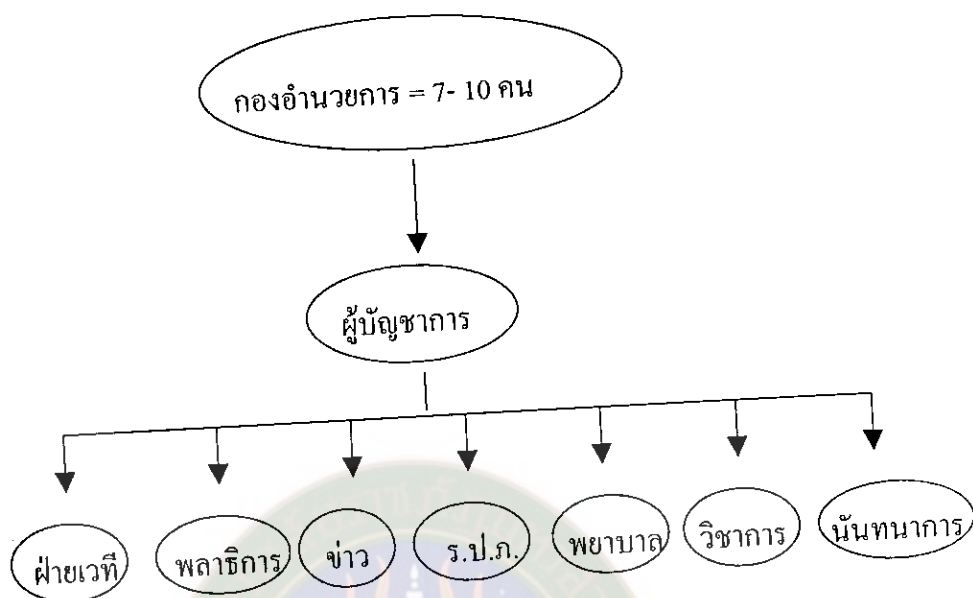 กองอำนวยการ = 7- 10 คน
ผู้บัญชาการ
ฝ่ายเวที
พลาธิการ
ข่าว
ร.ป.ภ.
พยาบาล
วิชาการ
นันทนาการ